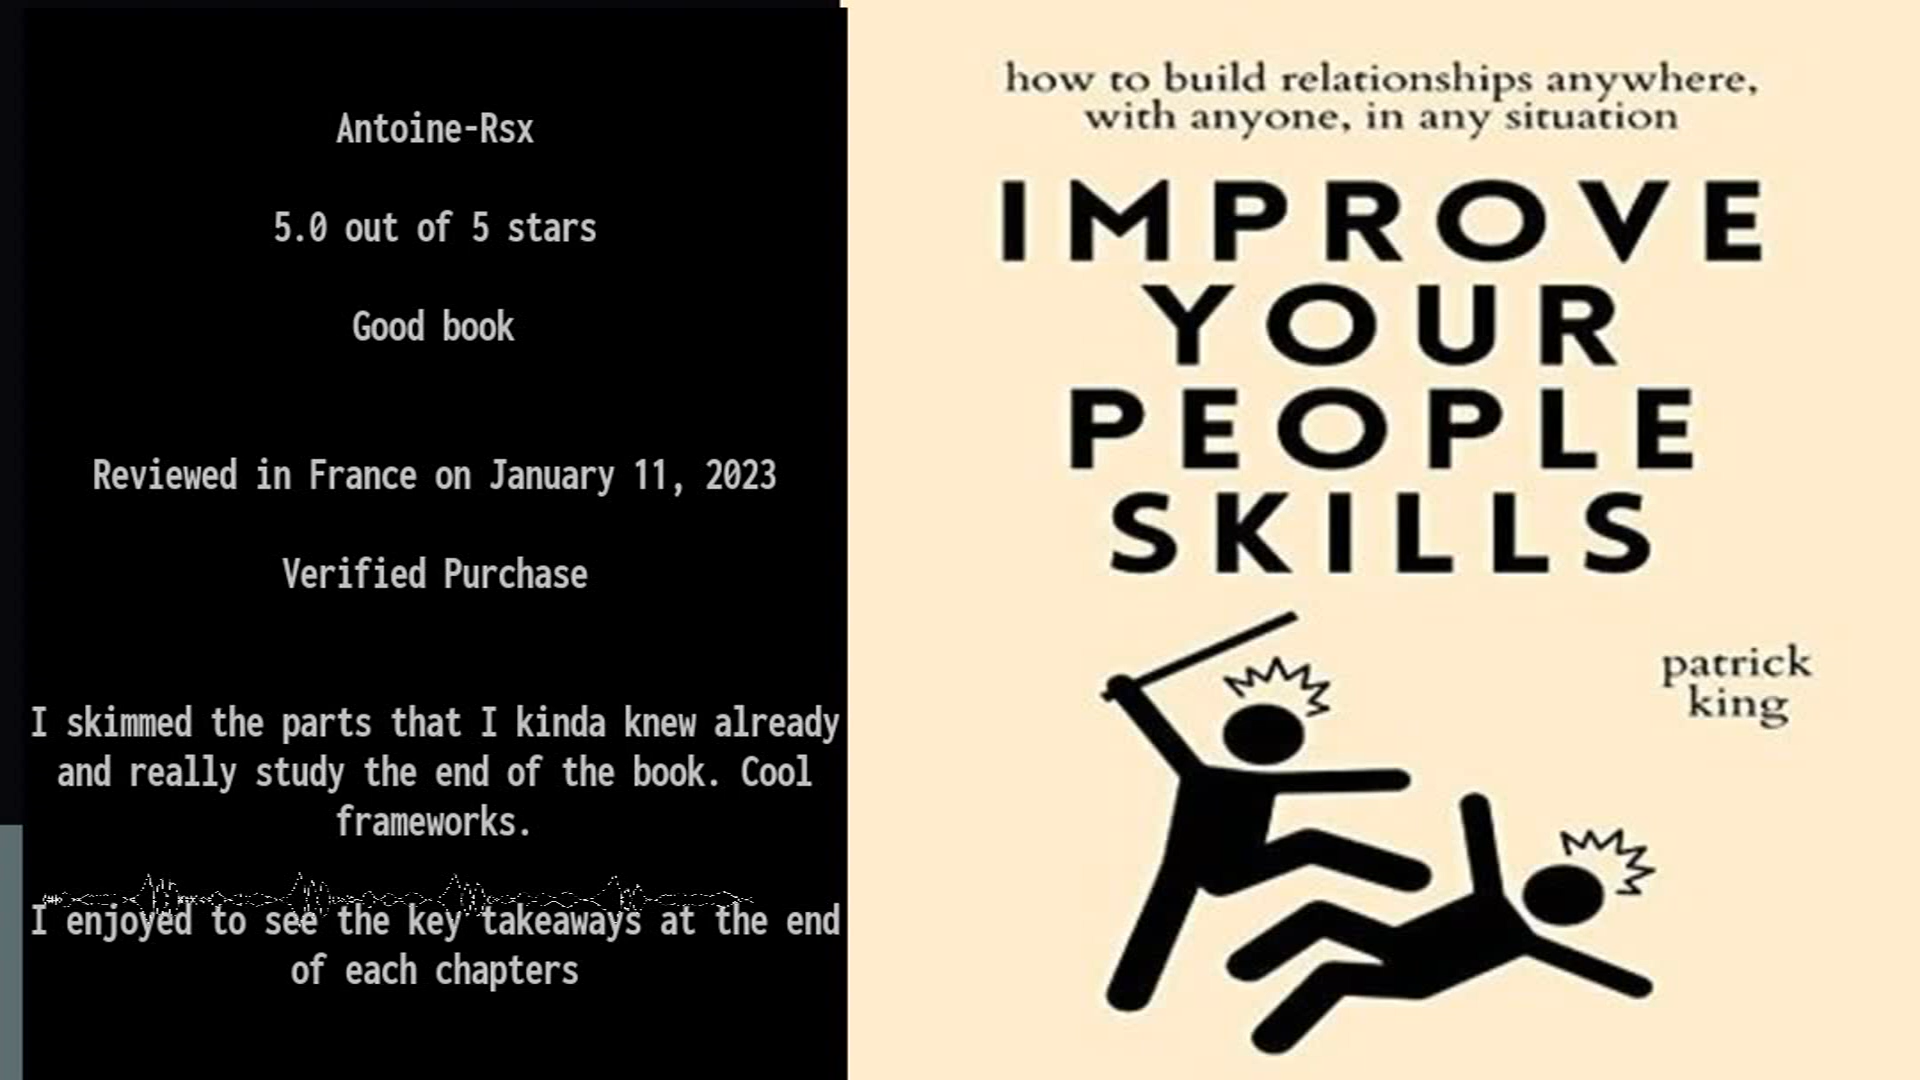 Antoine-Rsx
5.0 out of 5 stars
Good book
Reviewed in France on January 11, 2023
Verified Purchase
I skimmed the parts that I kinda knew already
and really study the end of the book. Cool
frameworks.
I enjoyed to see the key takeaways at the end
of each chapters
how to build relationships anywhere,
with anyone, in any situation
IMPROVE
YOUR
PEOPLE
SKILLS
patrick
king